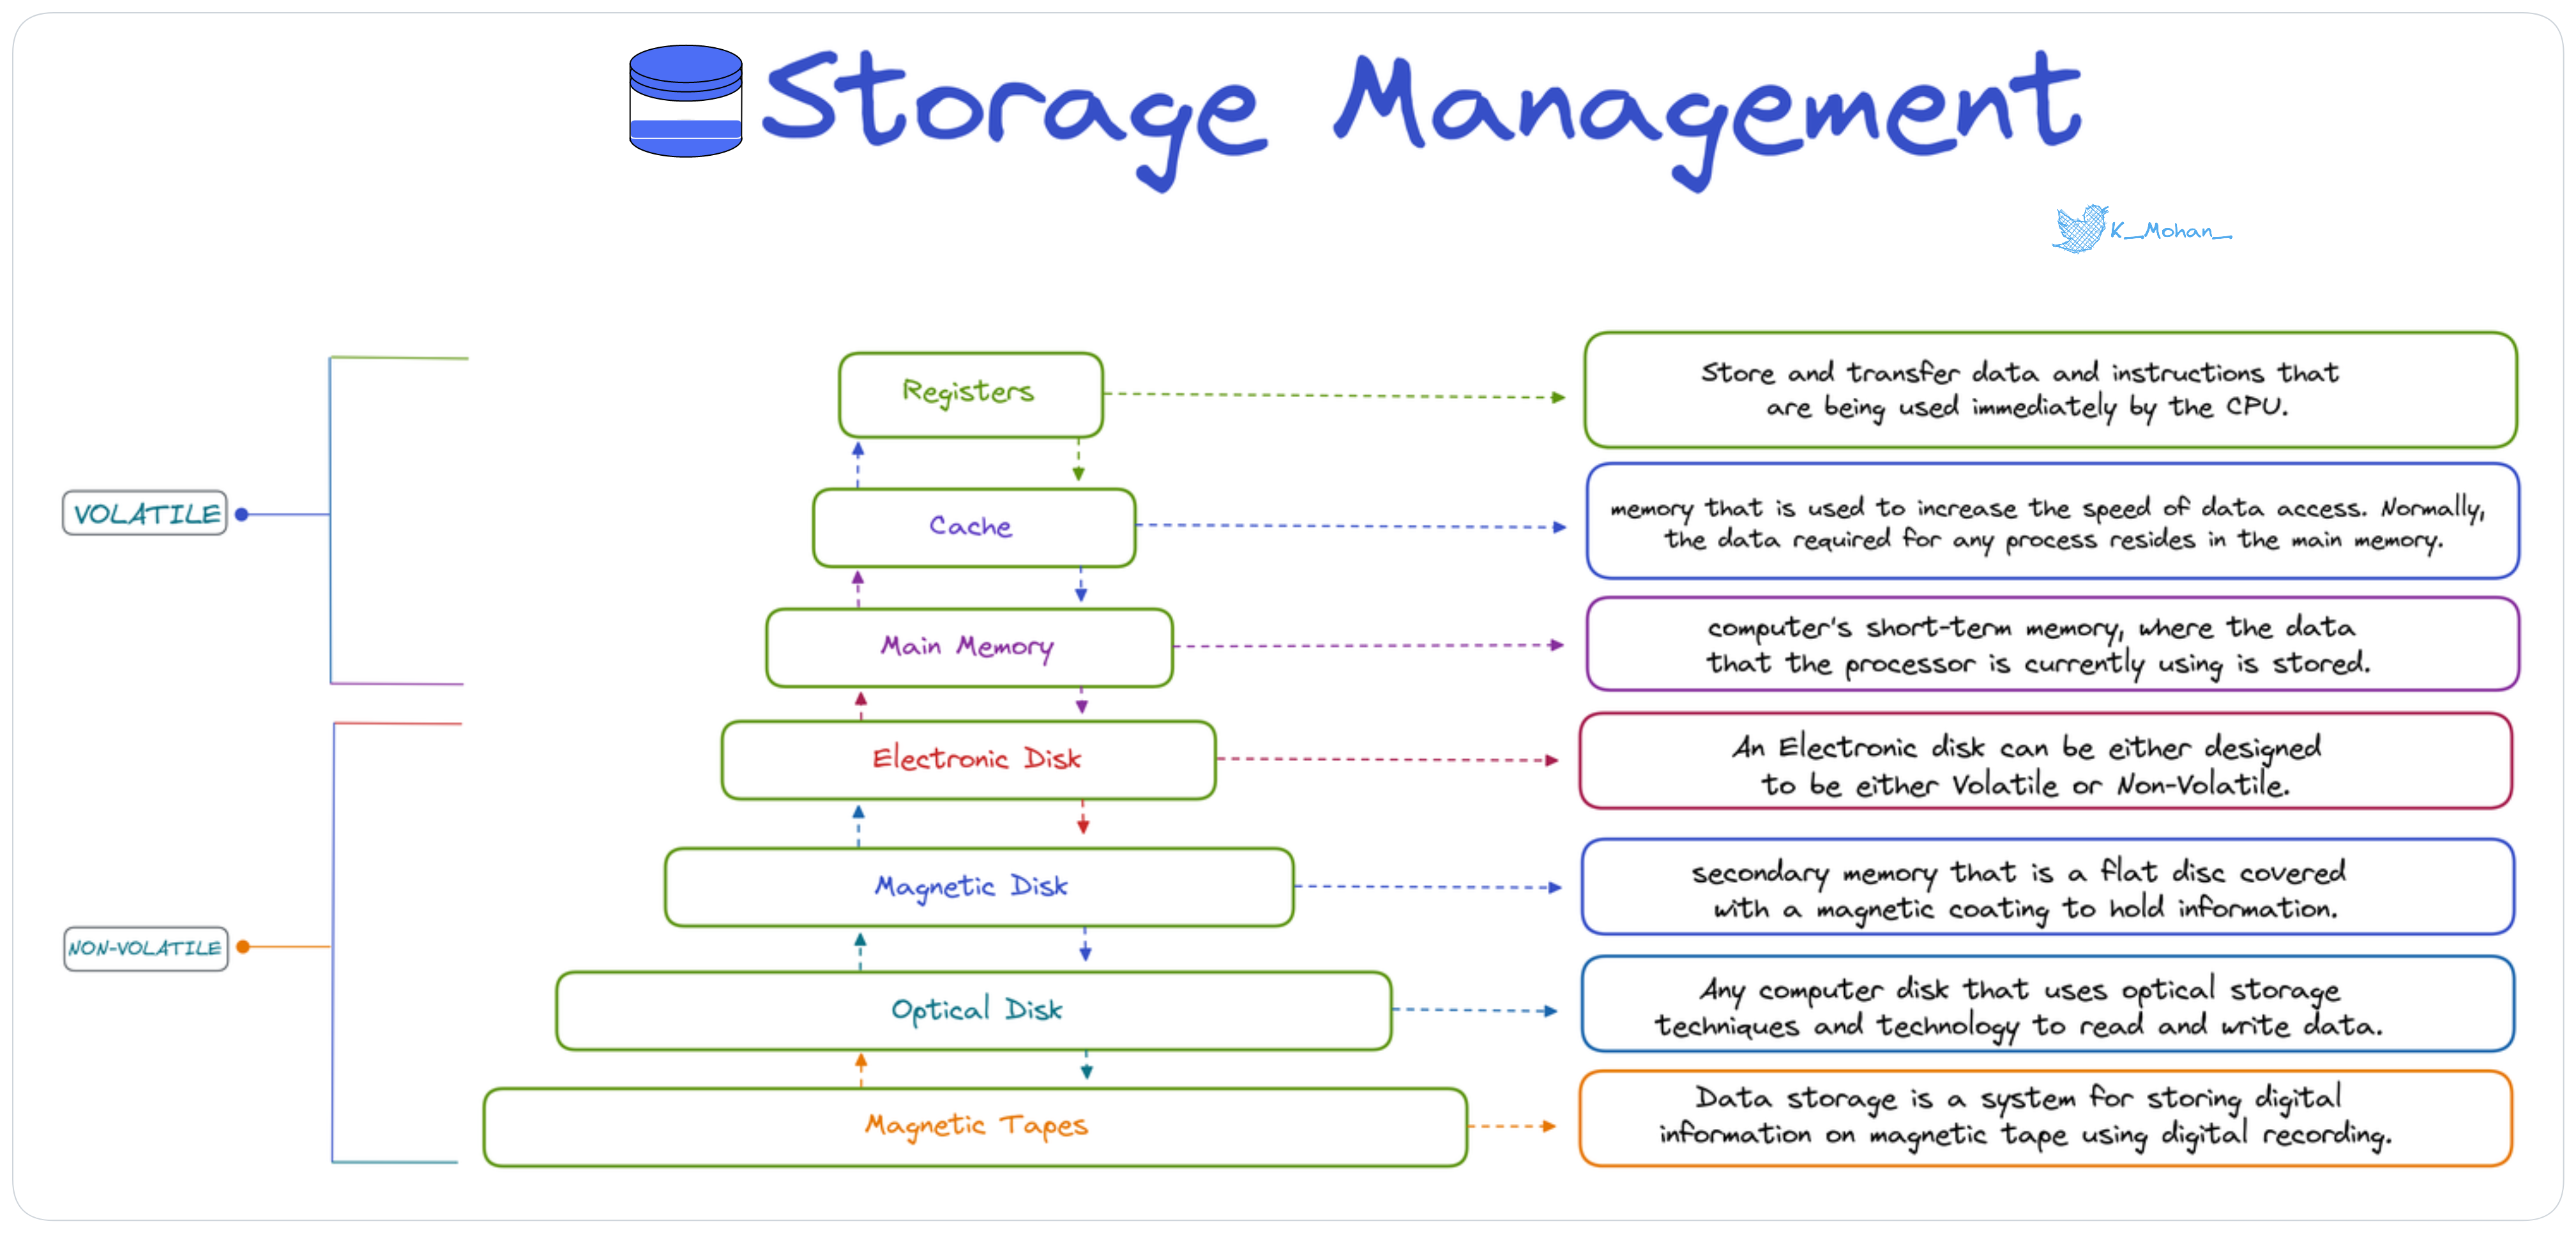 Storage Management
K__Mohan__
VOLATILE
NON-VOLATILE
Registers
Store and transfer data and instructions that
are being used immediately by the CPU.
Cache
memory that is used to increase the speed of data access. Normally,
the data required for any process resides in the main memory.
Main Memory
computer's short-term memory, where the data
that the processor is currently using is stored.
Electronic Disk
An Electronic disk can be either designed
to be either Volatile or Non-Volatile.
Magnetic Disk
secondary memory that is a flat disc covered
with a magnetic coating to hold information.
Optical Disk
Any computer disk that uses optical storage
techniques and technology to read and write data.
Magnetic Tapes
Data storage is a system for storing digital
information on magnetic tape using digital recording.